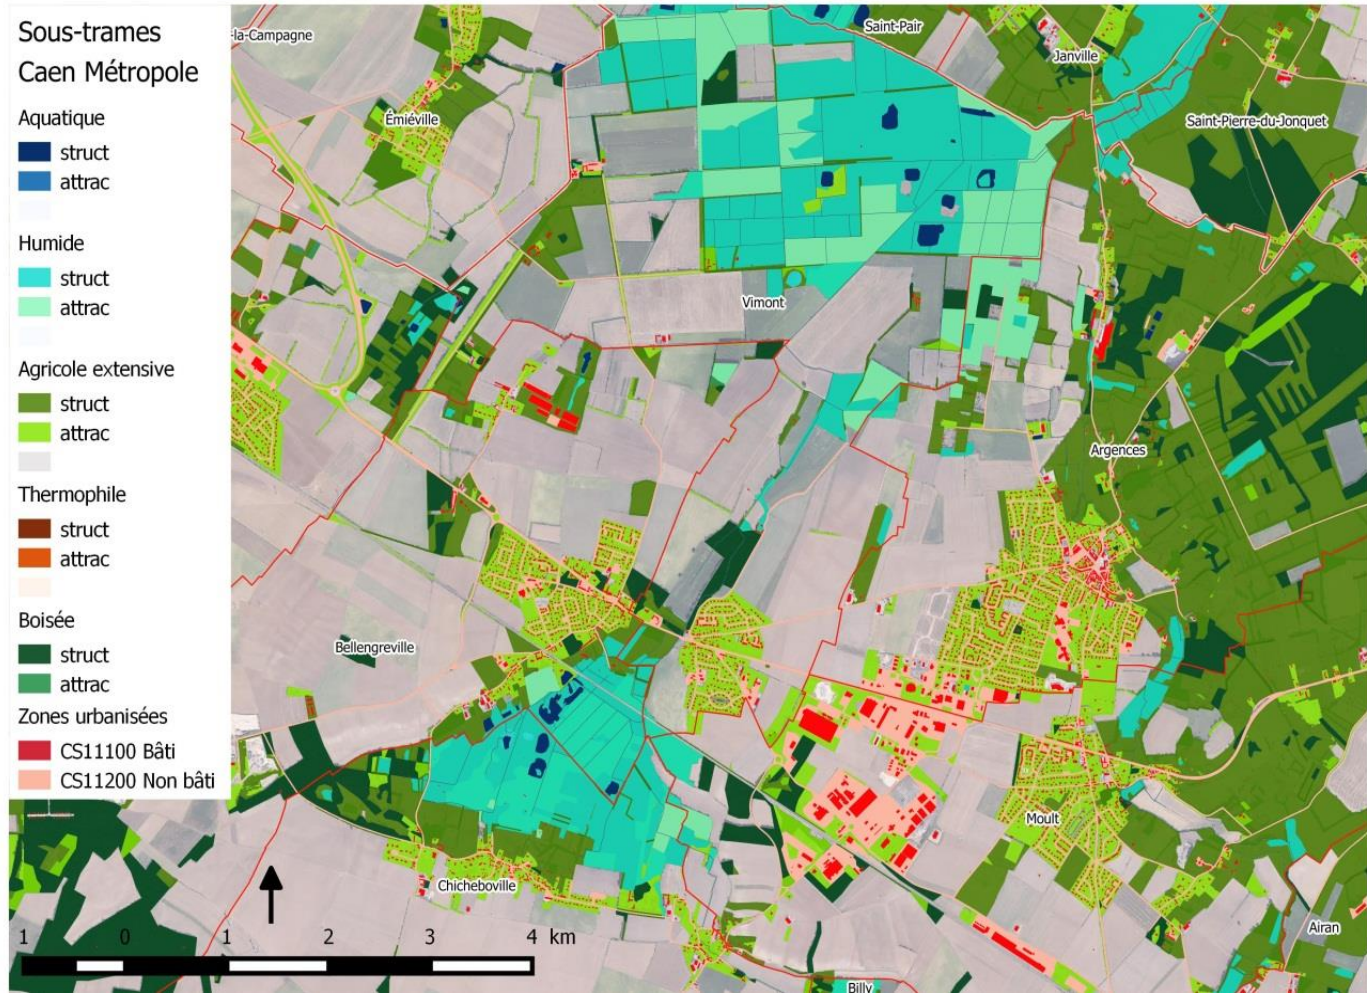 Sous-trames
Caen Métropole
Aquatique
struct
attrac
Humide
struct
attrac
Agricole extensive
struct
attrac
Thermophile
struct
attrac
Boisée
struct
attrac
Zones urbanisées
CS11100 Bâti
CS11200 Non bâti
-la-Campagne
Saint-Pair
Janville
Émiéville
Saint-Pierre-du-Jonquet
Vimont
Argences
Bellengreville
Moult
Chicheboville
Airan
Billy
1 0 1 2 3 4 km